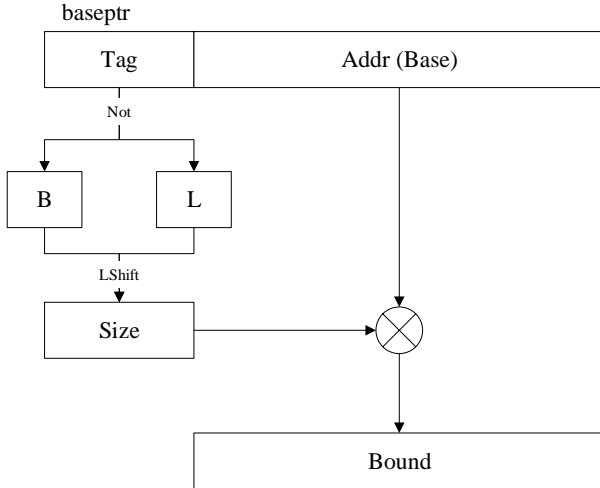 baseptr
Tag Addr (Base)
Not
B L
LShift
Size
Bound